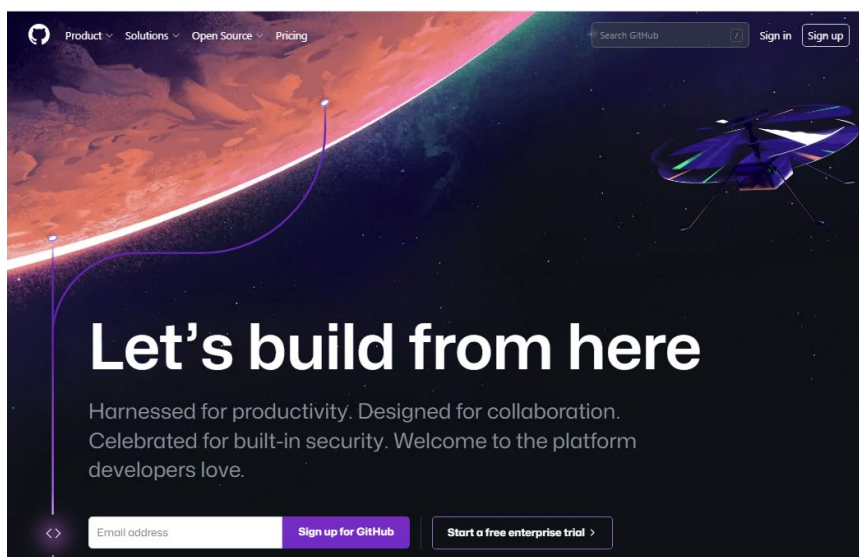 Product Solutions Open Source Pricing Search GitHub / Sign in Sign up
Let's build from here
Harnessed for productivity. Designed for collaboration.
Celebrated for built-in security. Welcome to the platform
developers love.
<> Email address Sign up for GitHub Start a free enterprise trial >